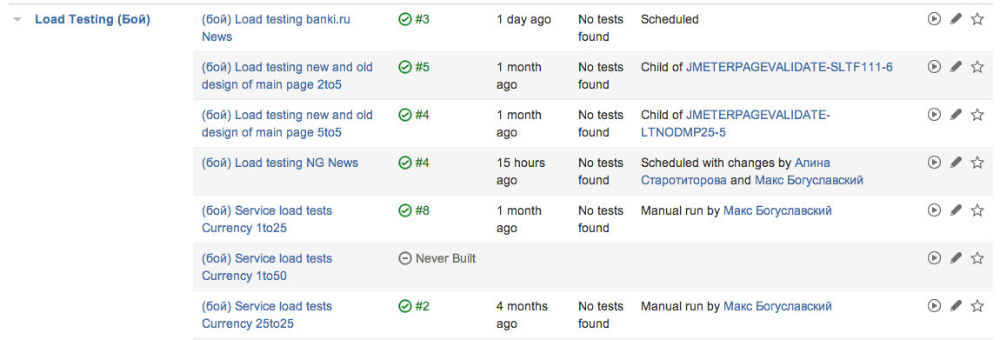 Load Testing (Бой)
(бой) Load testing banki.ru
News
#3
1 day ago
No tests
found
Scheduled
(бой) Load testing new and old
design of main page 2to5
#5
1 month
ago
No tests
found
Child of JMETERPAGEVALIDATE-SLTF111-6
(бой) Load testing new and old
design of main page 5to5
#4
1 month
ago
No tests
found
Child of JMETERPAGEVALIDATE-
LTNODMP25-5
(бой) Load testing NG News
#4
15 hours
ago
No tests
found
Scheduled with changes by Алина
Старотиторова and Макс Богуславский
(бой) Service load tests
Currency 1to25
#8
1 month
ago
No tests
found
Manual run by Макс Богуславский
(бой) Service load tests
Currency 1to50
Never Built
(бой) Service load tests
Currency 25to25
#2
4 months
ago
No tests
found
Manual run by Макс Богуславский